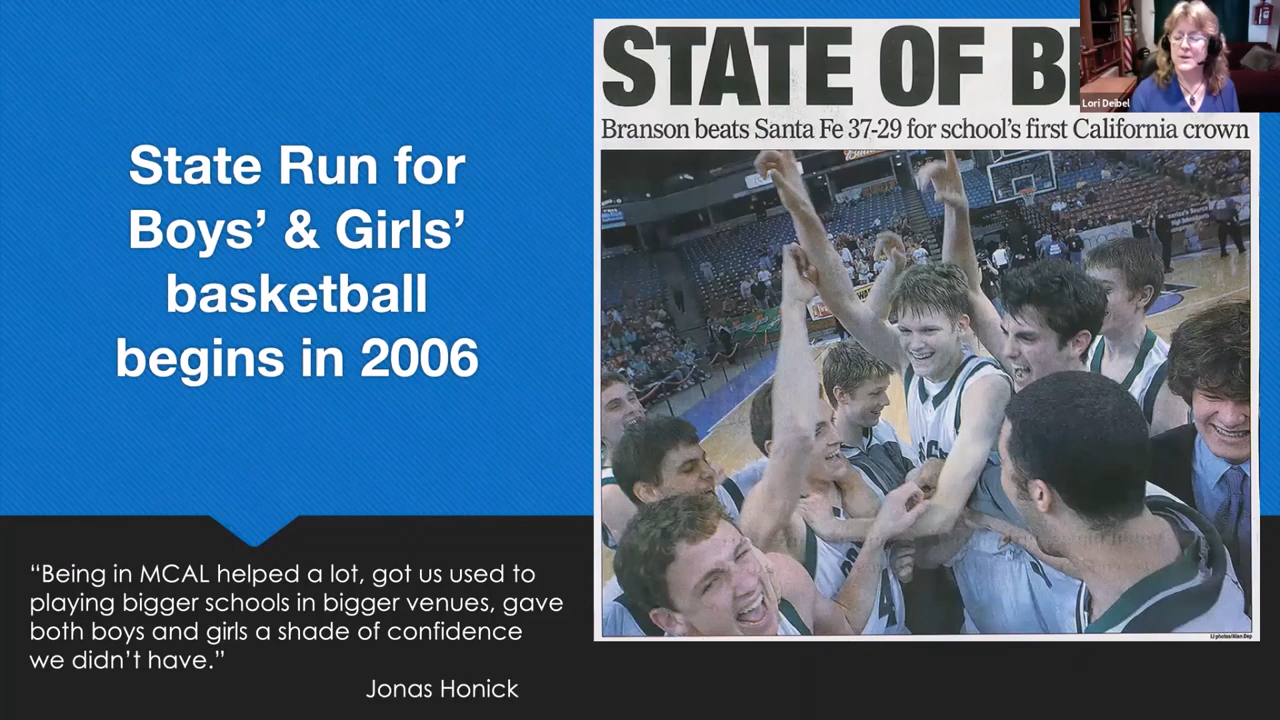 State Run for
Boys’ & Girls’
basketball
begins in 2006
“Being in MCAL helped a lot, got us used to
playing bigger schools in bigger venues, gave
both boys and girls a shade of confidence
we didn’t have.”
Jonas Honick
STATE OF
Branson beats Santa Fe 37-29 for school’s first California crown
Lori Deibel